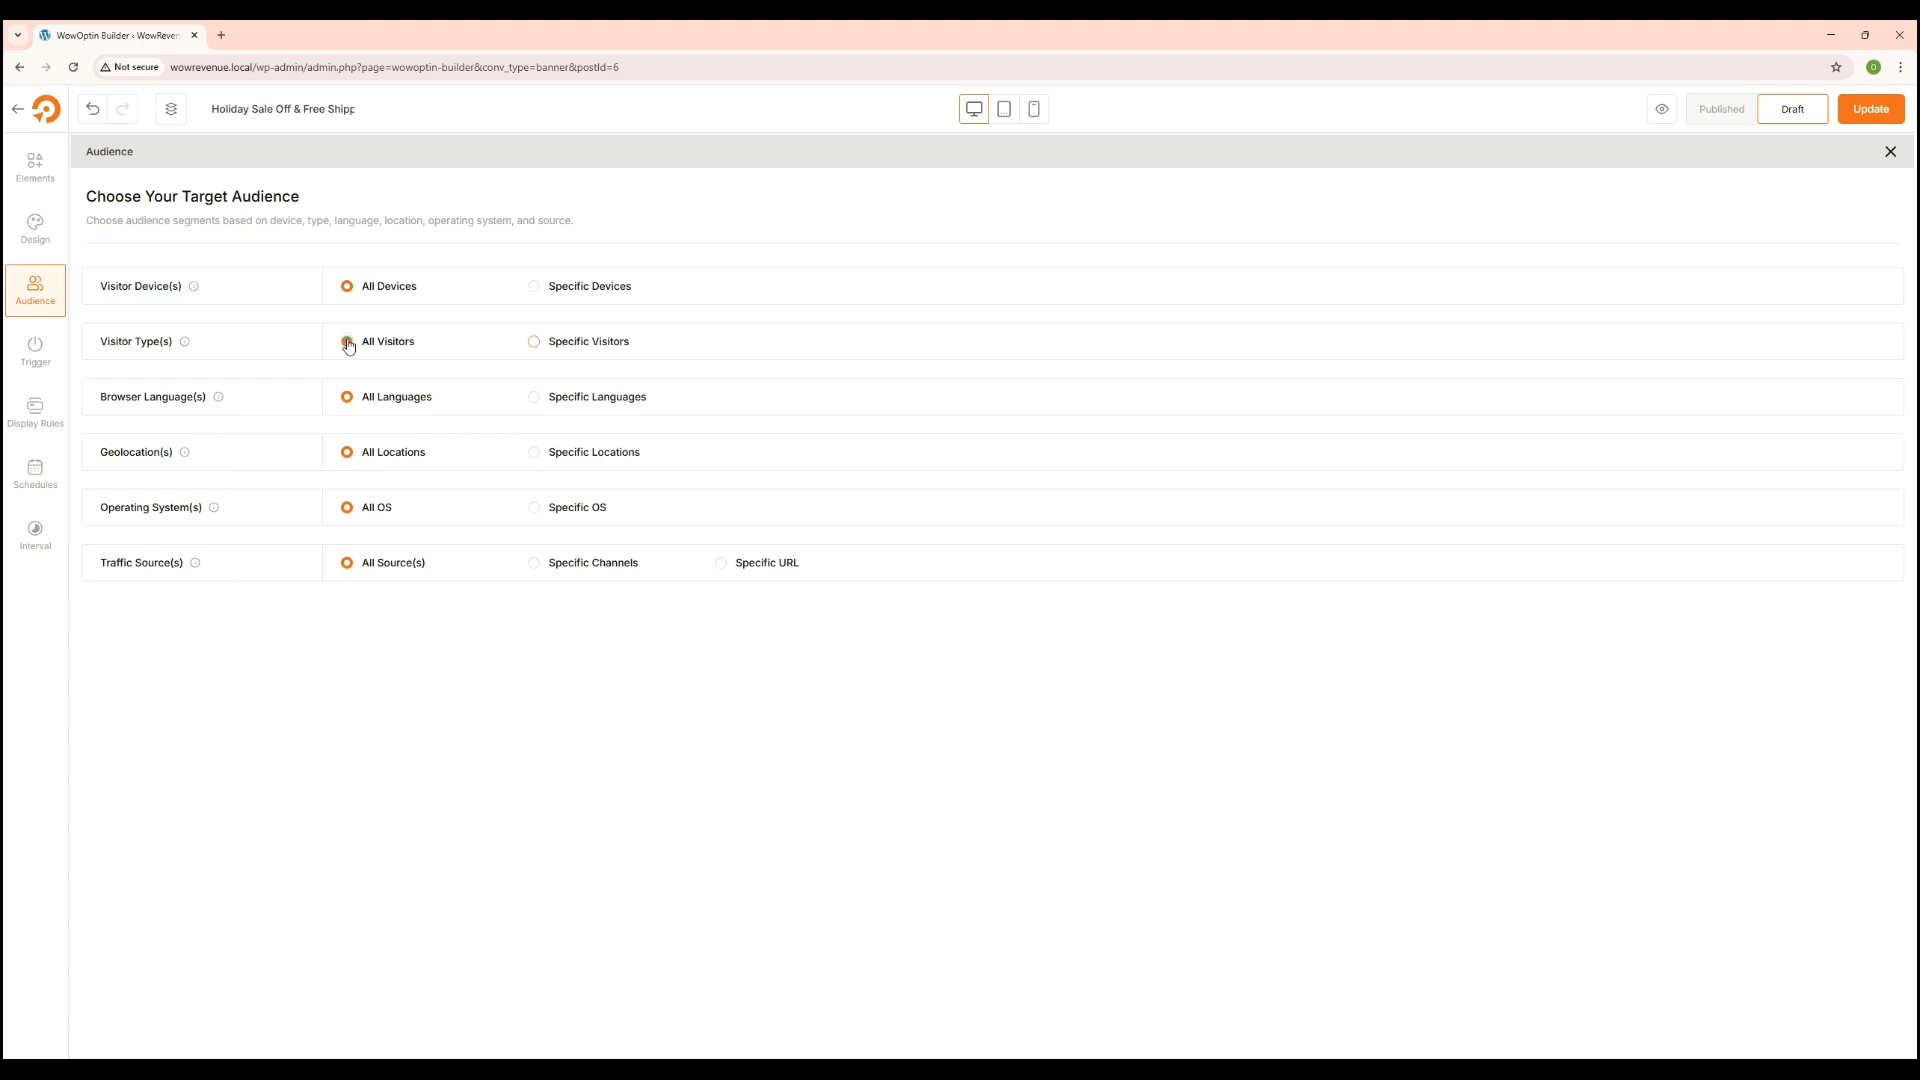 WowOptin Builder ‹ WowReven
Not secure
wowrevenue.local/wp-admin/admin.php?page=wowoptin-builder&conv_type=banner&postId=6
O
Holiday Sale Off & Free Shipp
Published
Draft
Update
Elements
Design
Audience
Trigger
Display Rules
Schedules
Interval
Audience
Choose Your Target Audience
Choose audience segments based on device, type, language, location, operating system, and source.
Visitor Device(s) All Devices Specific Devices
Visitor Type(s) All Visitors Specific Visitors
Browser Language(s) All Languages Specific Languages
Geolocation(s) All Locations Specific Locations
Operating System(s) All OS Specific OS
Traffic Source(s) All Source(s) Specific Channels Specific URL